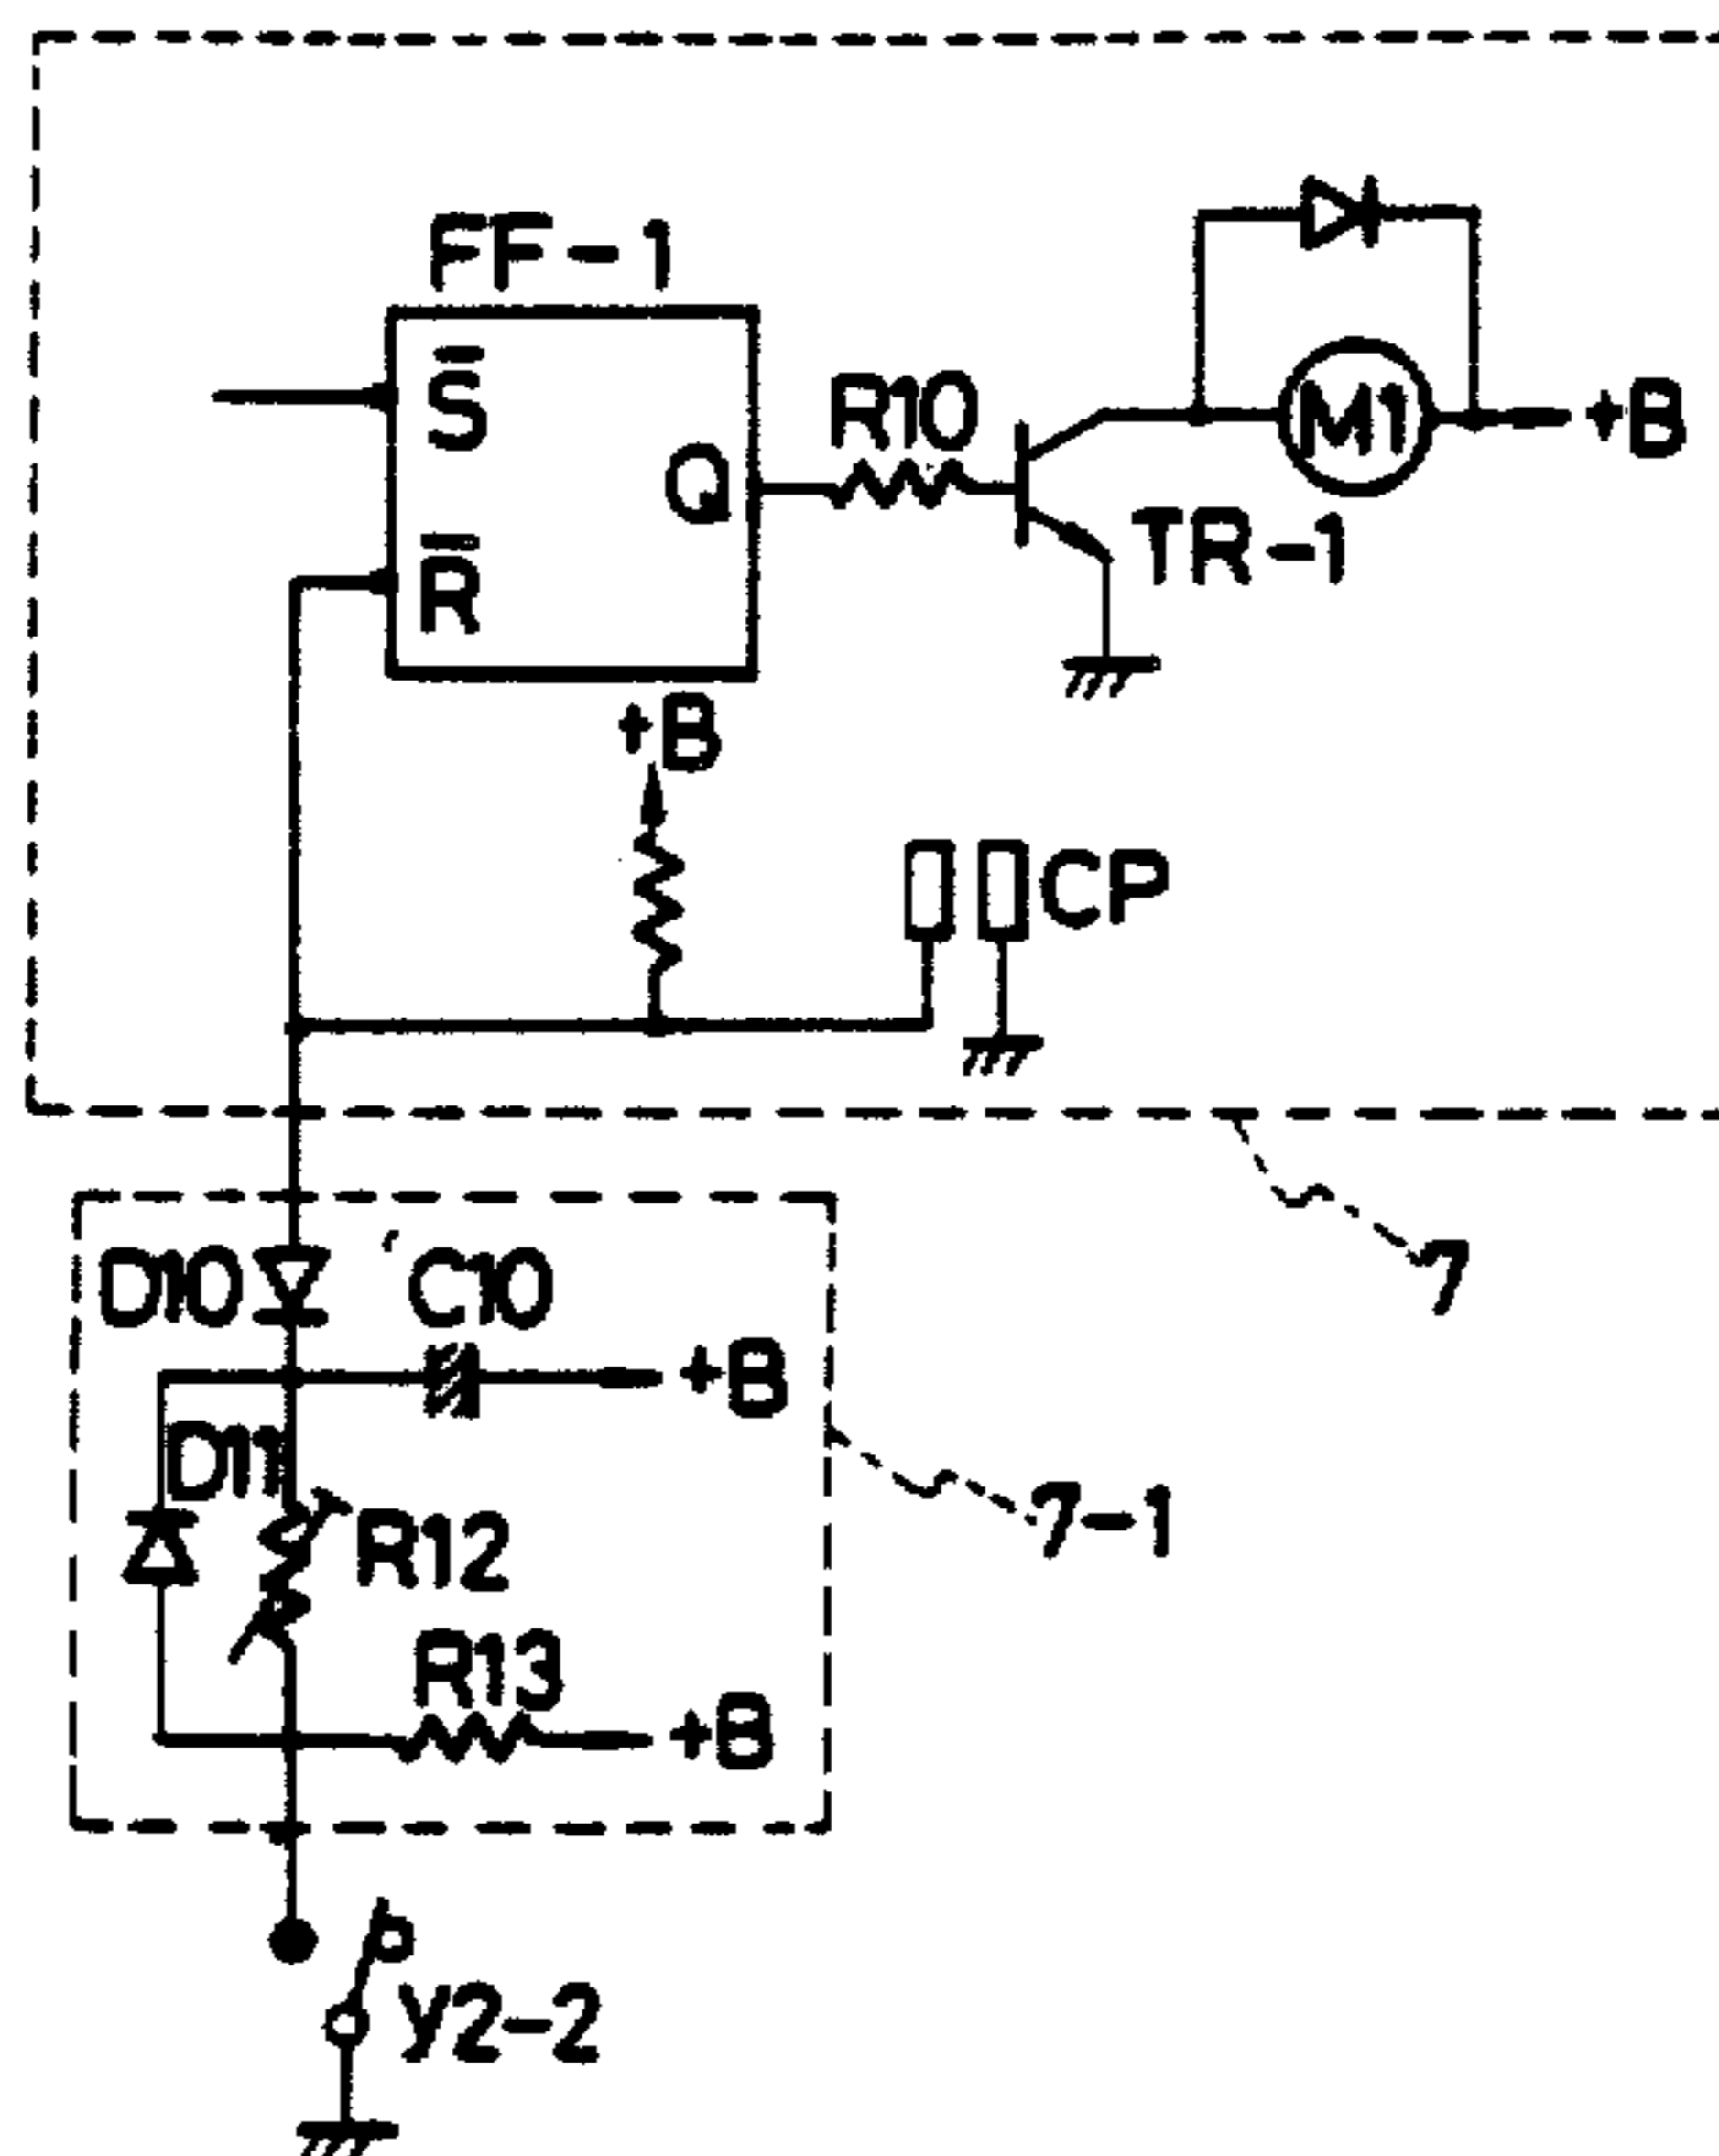 FF-1
S̅
R10
M1
+B
Q
TR-1
R̅
+B
CP
7
D10
C10
+B
D11
7-1
R12
R13
+B
Y2-2